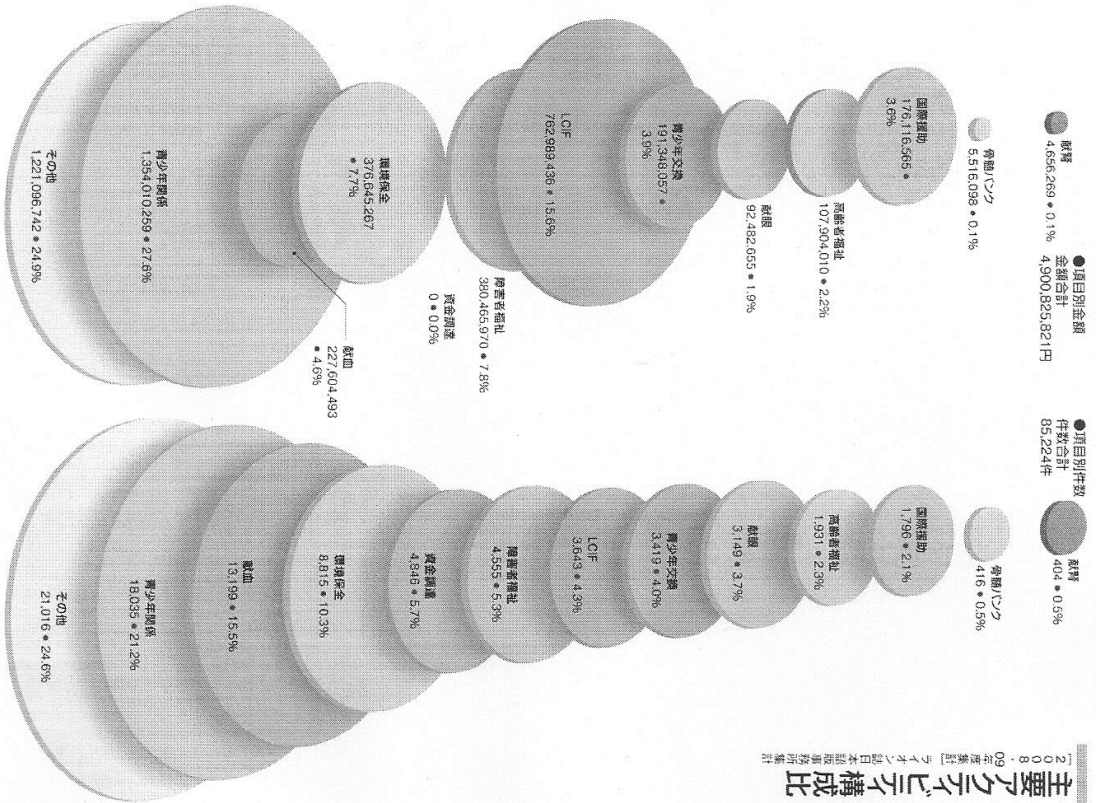 主要アクティビティ構成比
［2008-09年度集計］ライオン誌日本語版事務所集計
●項目別件数
件数合計
85,224件
献腎
404 ● 0.5%
骨髄バンク
416 ● 0.5%
国際援助
1,796 ● 2.1%
高齢者福祉
1,931 ● 2.3%
献眼
3,149 ● 3.7%
青少年交換
3,419 ● 4.0%
LCIF
3,643 ● 4.3%
障害者福祉
4,555 ● 5.3%
資金調達
4,846 ● 5.7%
環境保全
8,815 ● 10.3%
献血
13,199 ● 15.5%
青少年関係
18,035 ● 21.2%
その他
21,016 ● 24.6%
●項目別金額
金額合計
4,900,825,821円
献腎
4,656,269 ● 0.1%
骨髄バンク
5,516,098 ● 0.1%
国際援助
176,116,565 ●
3.6%
高齢者福祉
107,904,010 ● 2.2%
献眼
92,482,655 ● 1.9%
青少年交換
191,348,057 ●
3.9%
LCIF
762,989,436 ● 15.6%
障害者福祉
380,465,970 ● 7.8%
資金調達
0 ● 0.0%
環境保全
376,645,267
● 7.7%
献血
227,604,493
● 4.6%
青少年関係
1,354,010,259 ● 27.6%
その他
1,221,096,742 ● 24.9%